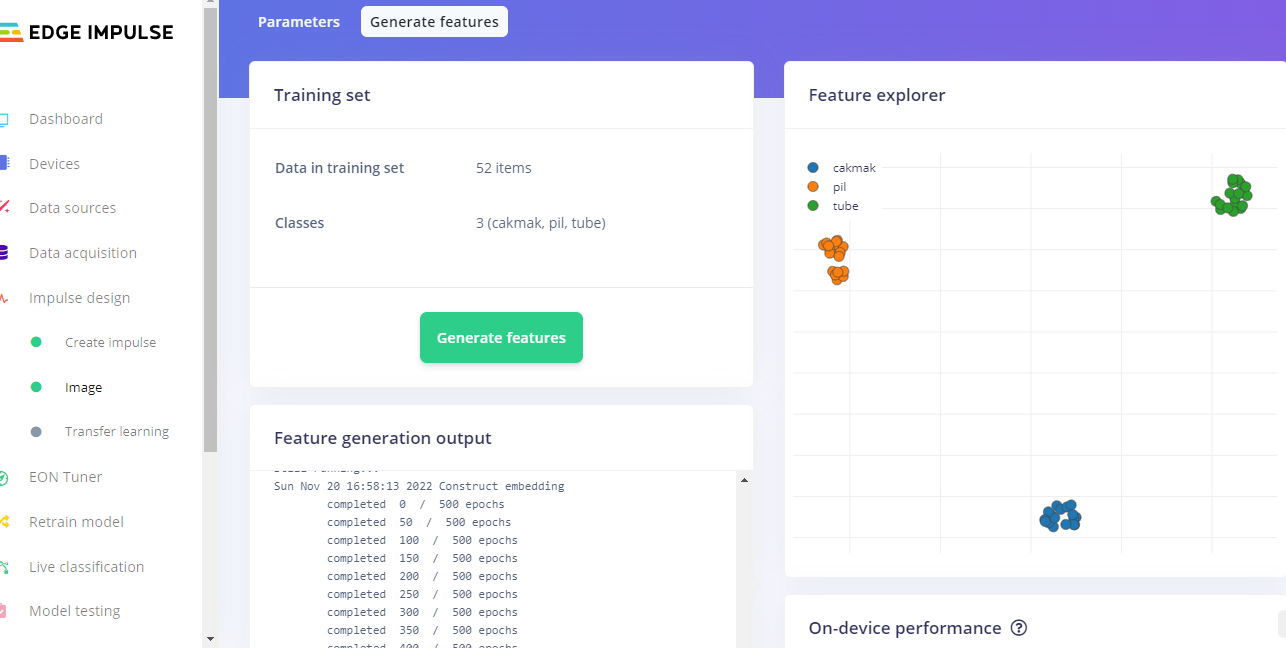 EDGE IMPULSE
Dashboard
Devices
Data sources
Data acquisition
Impulse design
Create impulse
Image
Transfer learning
EON Tuner
Retrain model
Live classification
Model testing
Parameters
Generate features
Training set
Data in training set 52 items
Classes 3 (cakmak, pil, tube)
Generate features
Feature generation output
Still running...
Sun Nov 20 16:58:13 2022 Construct embedding
completed 0 / 500 epochs
completed 50 / 500 epochs
completed 100 / 500 epochs
completed 150 / 500 epochs
completed 200 / 500 epochs
completed 250 / 500 epochs
completed 300 / 500 epochs
completed 350 / 500 epochs
completed 400 / 500 epochs
Feature explorer
cakmak
pil
tube
On-device performance ?